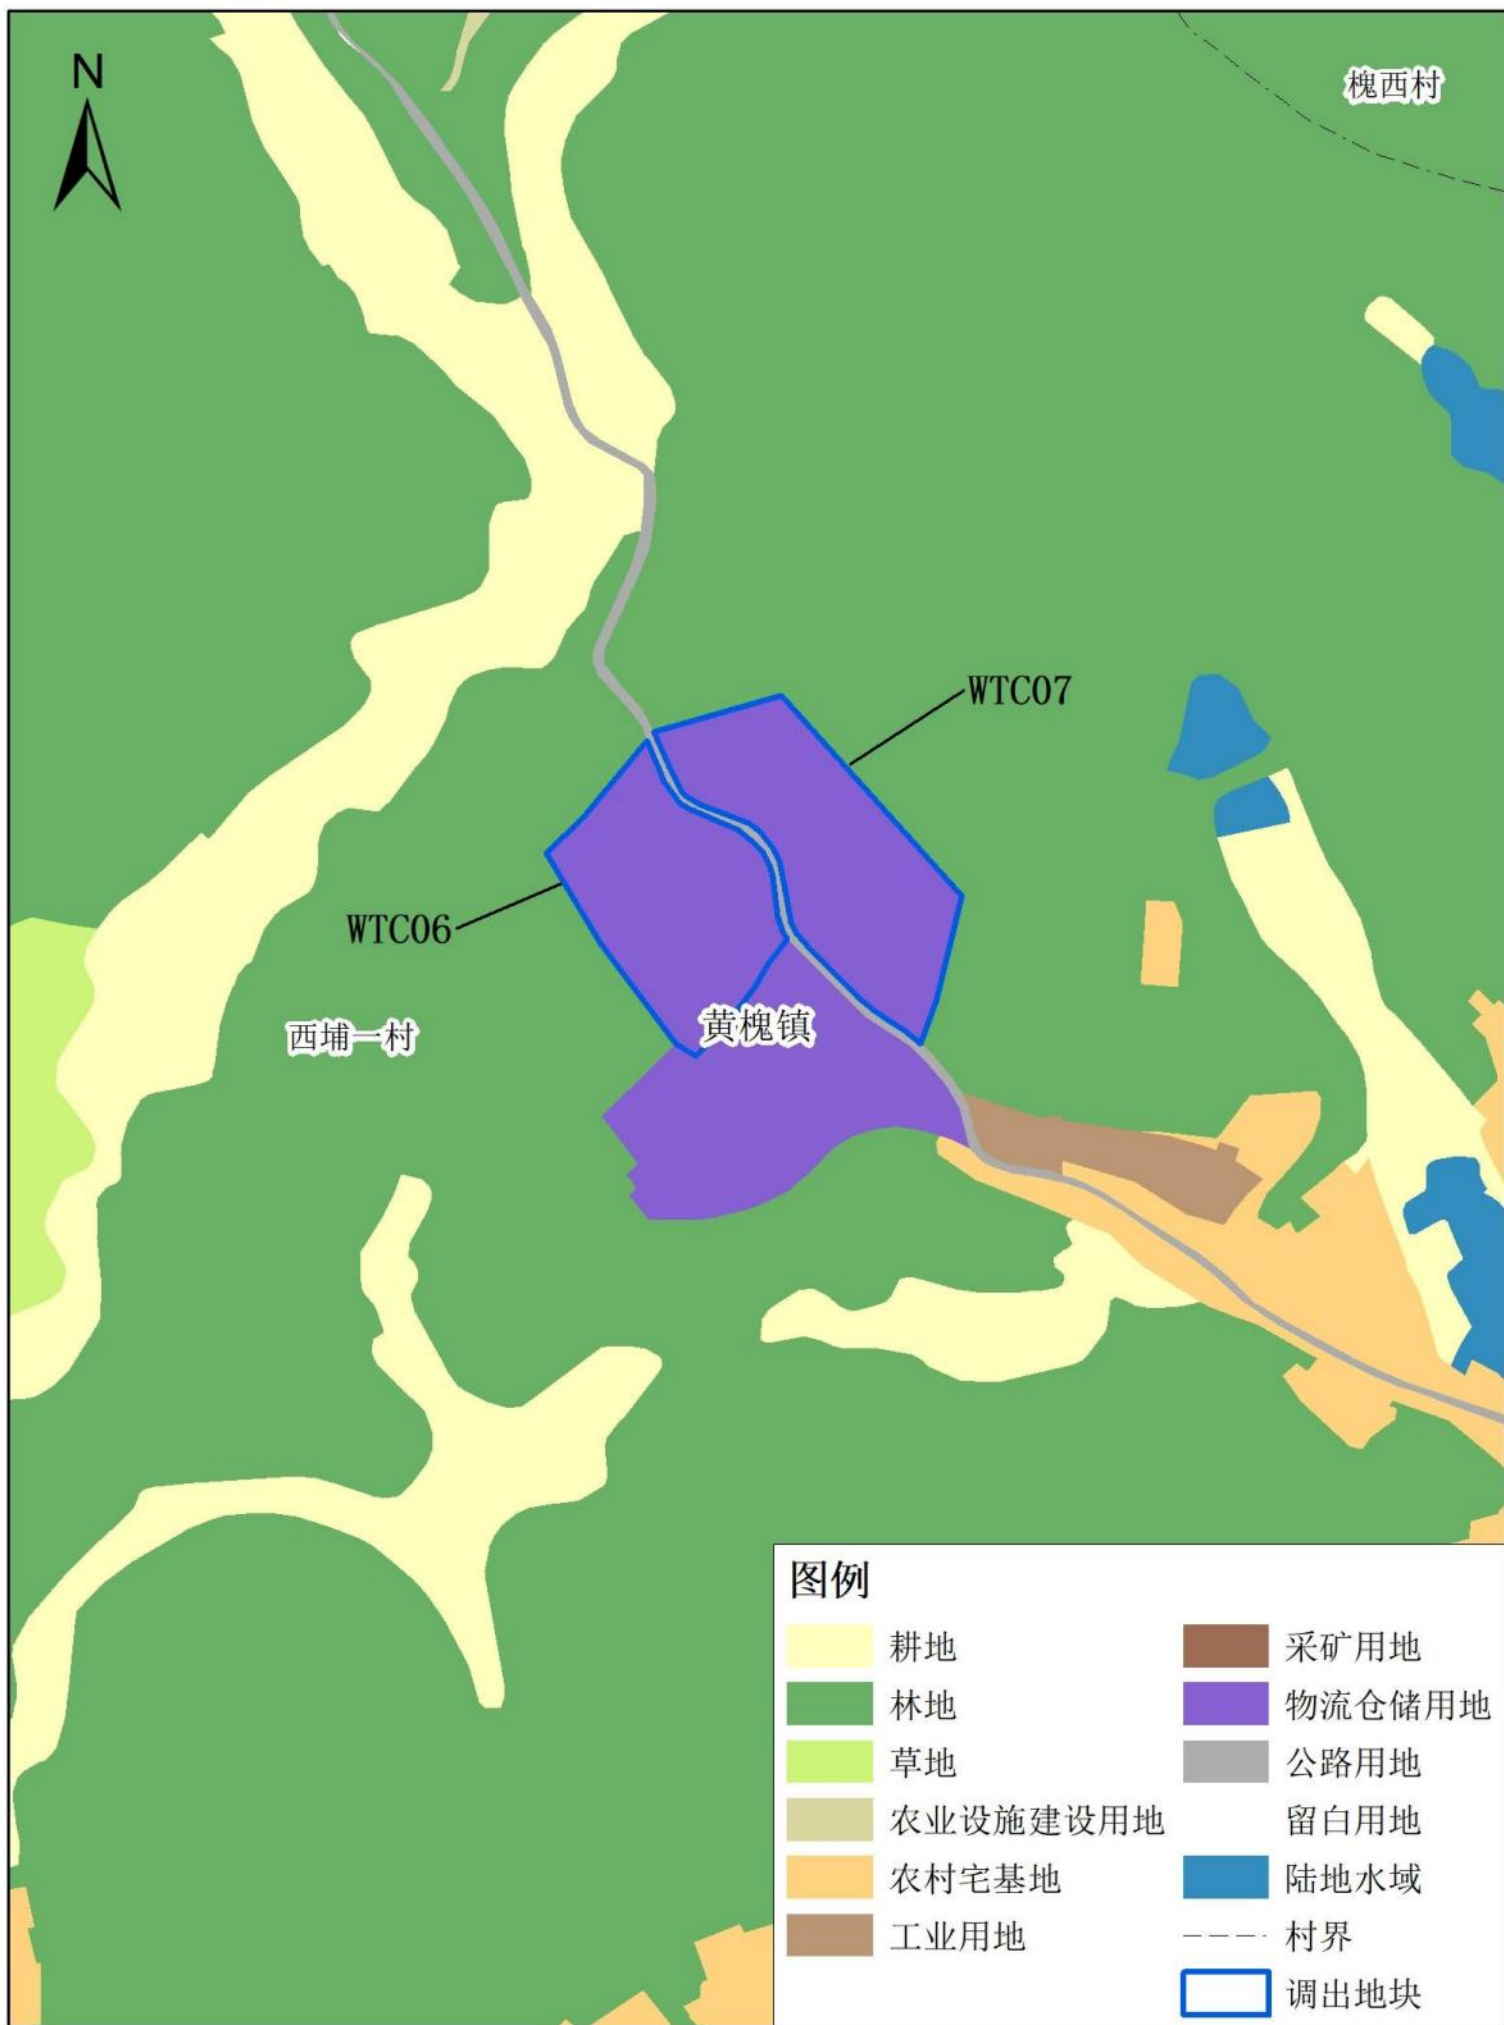 N
槐西村
WTC07
WTC06
西埔一村
黄槐镇
图例
耕地
采矿用地
林地
物流仓储用地
草地
公路用地
农业设施建设用地
留白用地
农村宅基地
陆地水域
工业用地
村界
调出地块